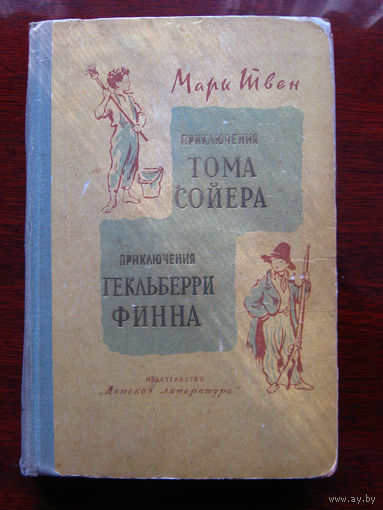 Марк Твен
ПРИКЛЮЧЕНИЯ
ТОМА
СОЙЕРА
ПРИКЛЮЧЕНИЯ
ГЕКЛЬБЕРРИ
ФИННА
ИЗДАТЕЛЬСТВО
„Детская литература"
© www.ay.by